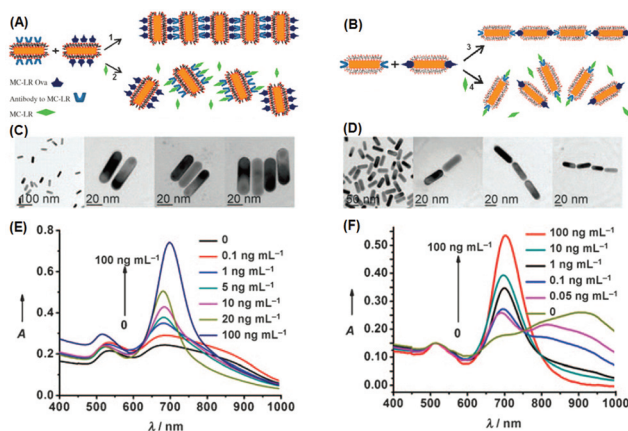 (A)
1
2
MC-LR Ova
Antibody to MC-LR
MC-LR
(B)
3
4
(C)
100 nm
20 nm
20 nm
20 nm
(D)
50 nm
20 nm
20 nm
20 nm
(E)
0.8
0.6
0.4
0.2
0.0
A
100 ng mL⁻¹
0
0
0.1 ng mL⁻¹
1 ng mL⁻¹
5 ng mL⁻¹
10 ng mL⁻¹
20 ng mL⁻¹
100 ng mL⁻¹
400 500 600 700 800 900 1000
λ / nm
(F)
0.50
0.40
0.30
0.20
0.10
0.00
A
100 ng mL⁻¹
0
100 ng mL⁻¹
10 ng mL⁻¹
1 ng mL⁻¹
0.1 ng mL⁻¹
0.05 ng mL⁻¹
0
400 500 600 700 800 900 1000
λ / nm